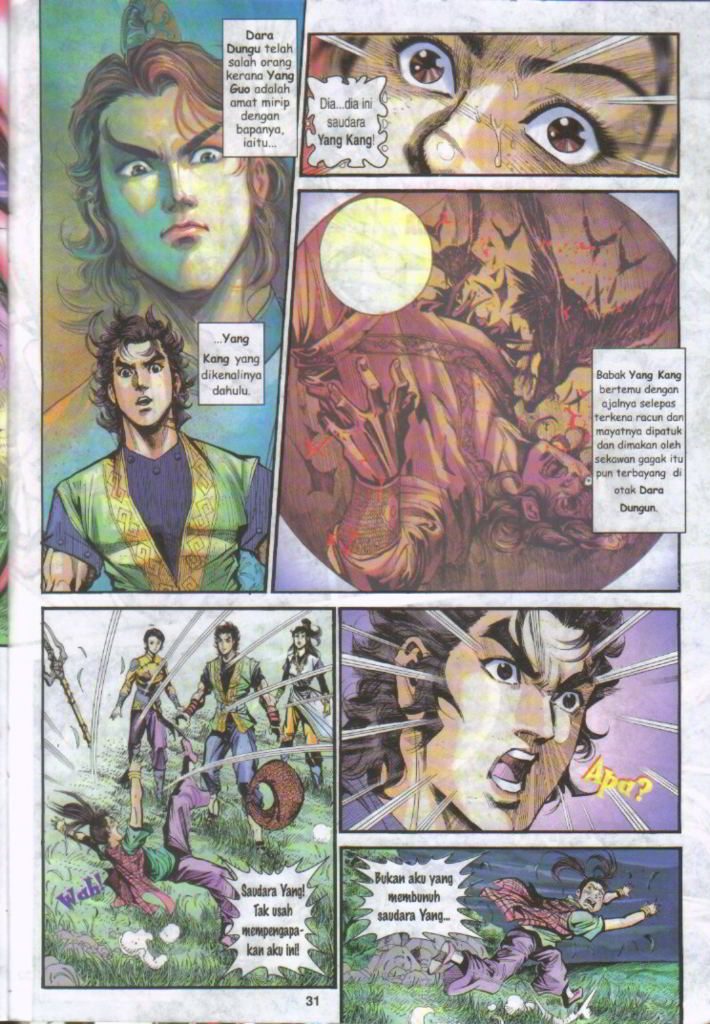 Dara
Dungu telah
salah orang
kerana Yang
Guo adalah
amat mirip
dengan
bapanya,
iaitu...
Dia...dia ini
saudara
Yang Kang!
...Yang
Kang yang
dikenalinya
dahulu.
Babak Yang Kang
bertemu dengan
ajalnya selepas
terkena racun dan
mayatnya dipatuk
dan dimakan oleh
sekawan gagak itu
pun terbayang di
otak Dara
Dungun.
Wah!
Saudara Yang!
Tak usah
mempengapa-
kan aku ini!
Apa?
Bukan aku yang
membunuh
saudara Yang...
31